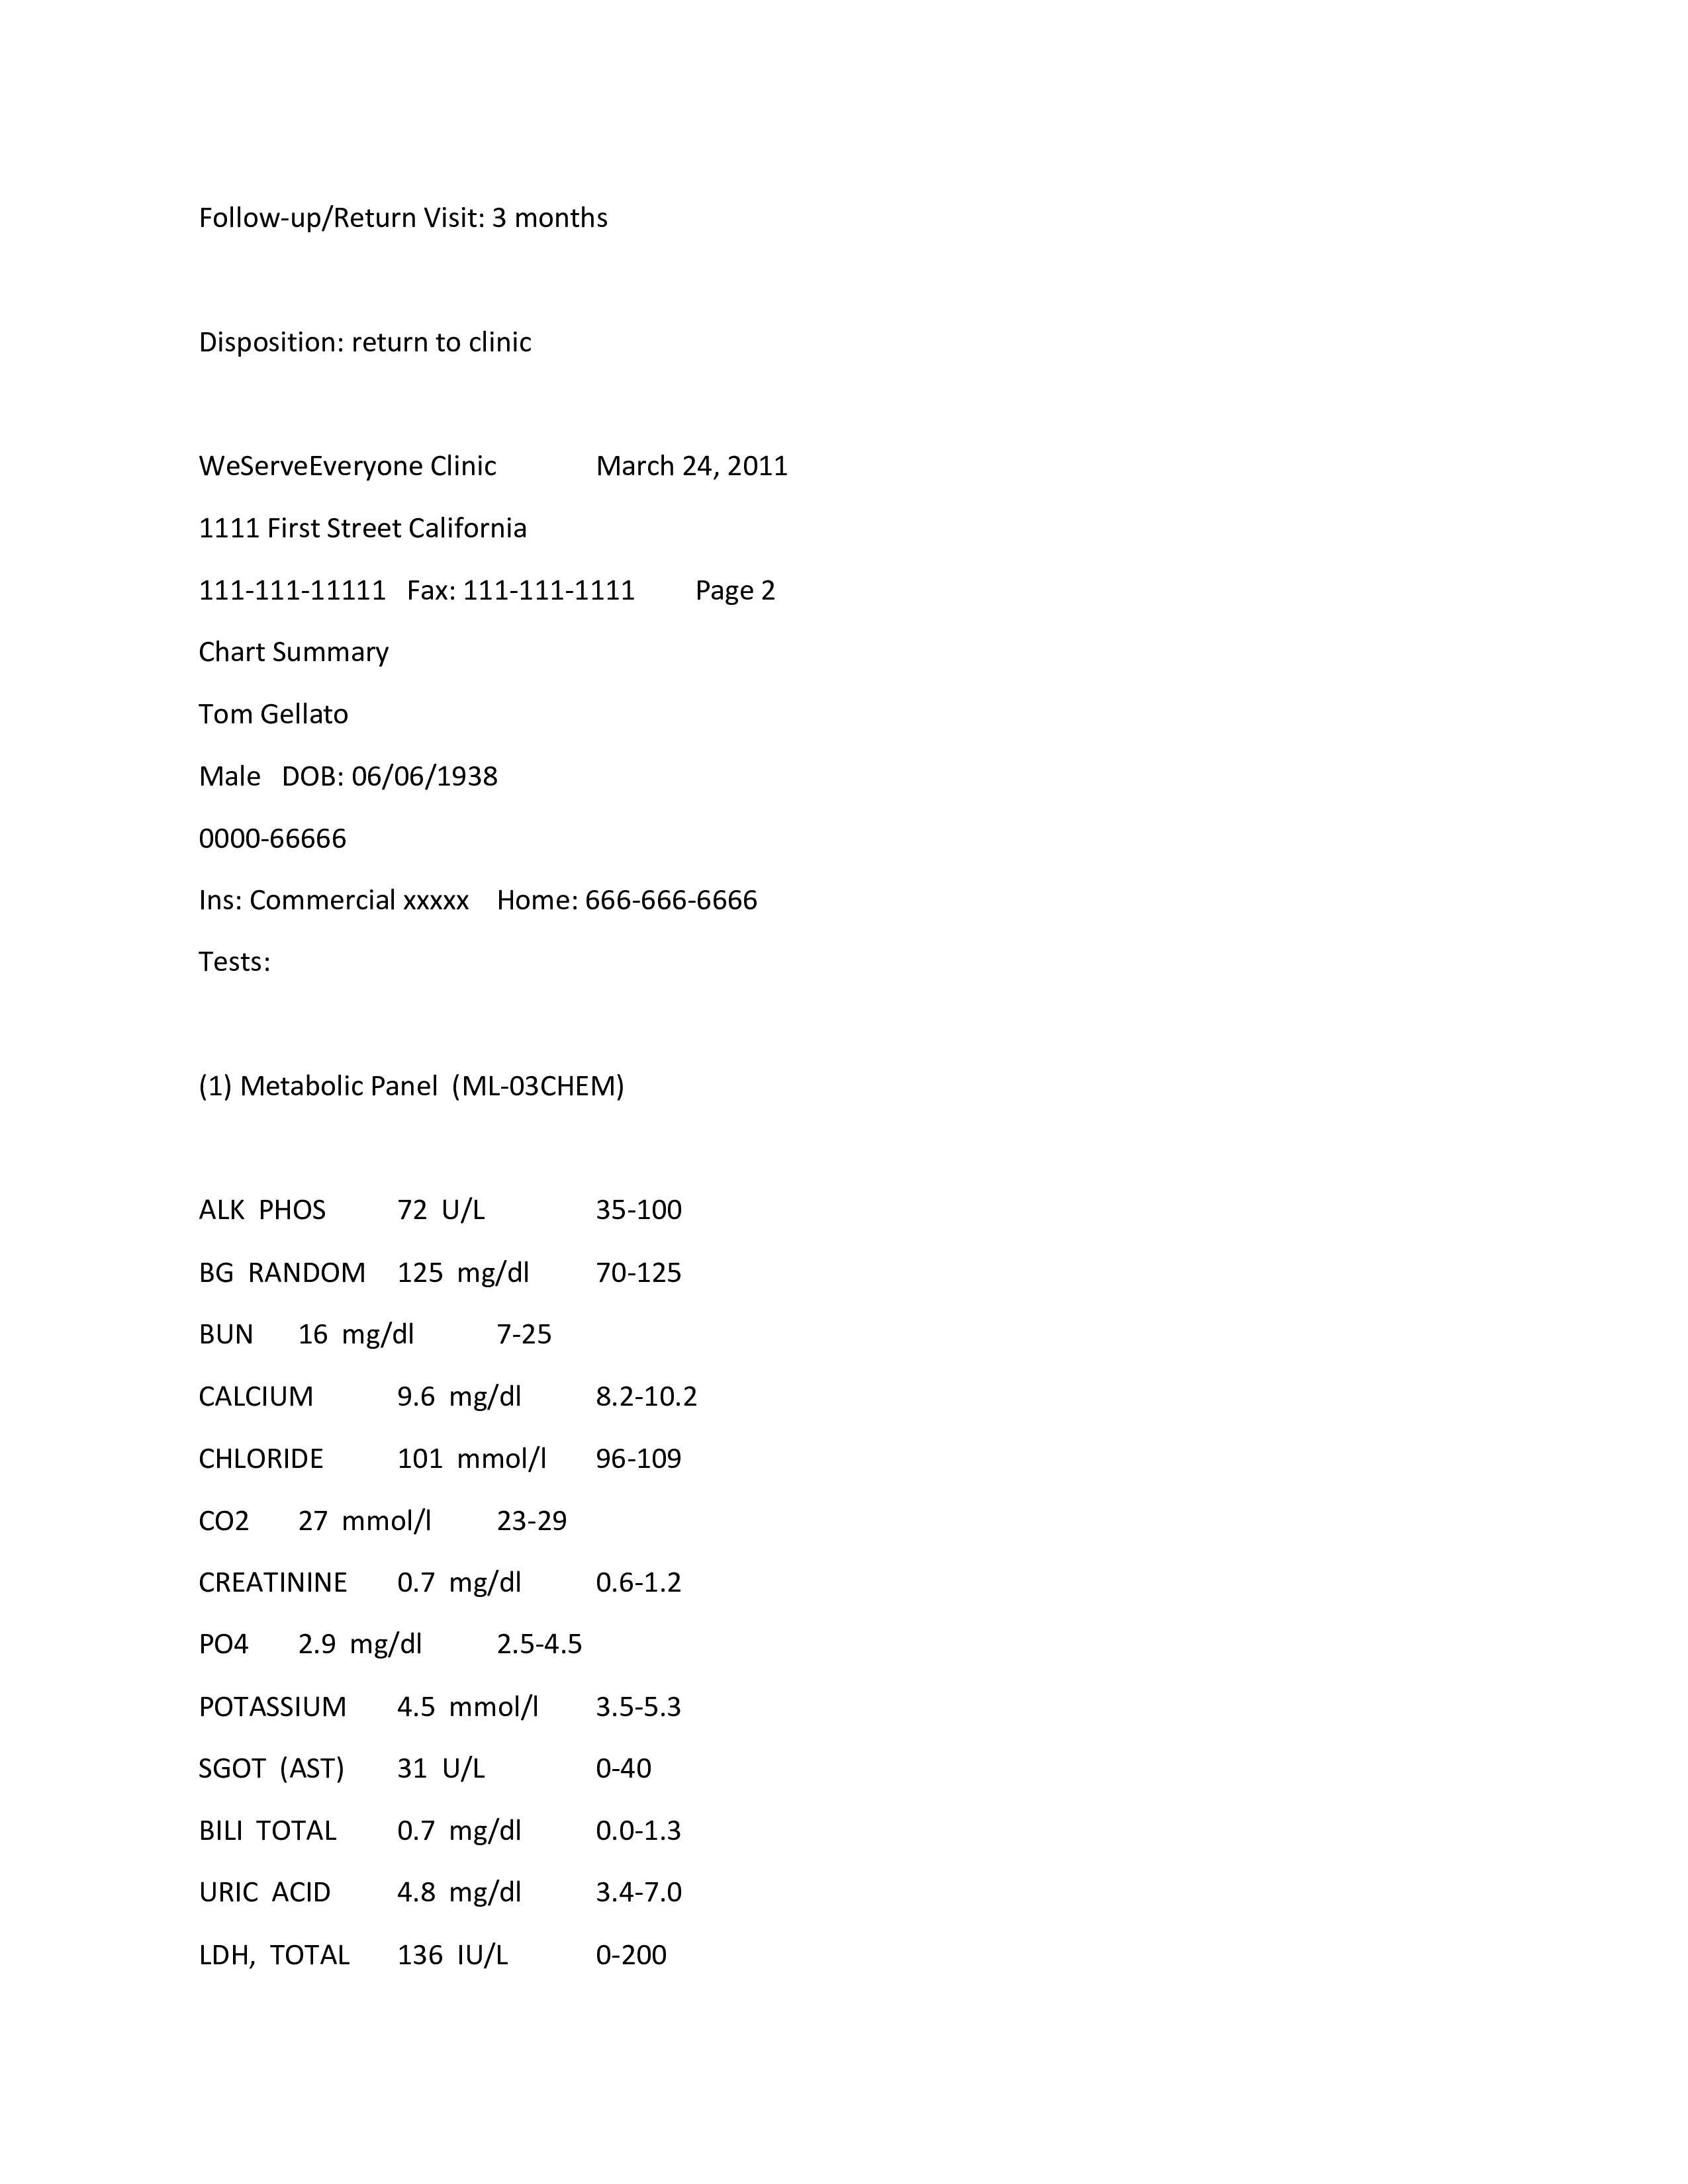 Follow-up/Return Visit: 3 months
Disposition: return to clinic
WeServeEveryone Clinic March 24, 2011
1111 First Street California
111-111-11111 Fax: 111-111-1111 Page 2
Chart Summary
Tom Gellato
Male DOB: 06/06/1938
0000-66666
Ins: Commercial xxxxx Home: 666-666-6666
Tests:
(1) Metabolic Panel (ML-03CHEM)
ALK PHOS 72 U/L 35-100
BG RANDOM 125 mg/dl 70-125
BUN 16 mg/dl 7-25
CALCIUM 9.6 mg/dl 8.2-10.2
CHLORIDE 101 mmol/l 96-109
CO2 27 mmol/l 23-29
CREATININE 0.7 mg/dl 0.6-1.2
PO4 2.9 mg/dl 2.5-4.5
POTASSIUM 4.5 mmol/l 3.5-5.3
SGOT (AST) 31 U/L 0-40
BILI TOTAL 0.7 mg/dl 0.0-1.3
URIC ACID 4.8 mg/dl 3.4-7.0
LDH, TOTAL 136 IU/L 0-200